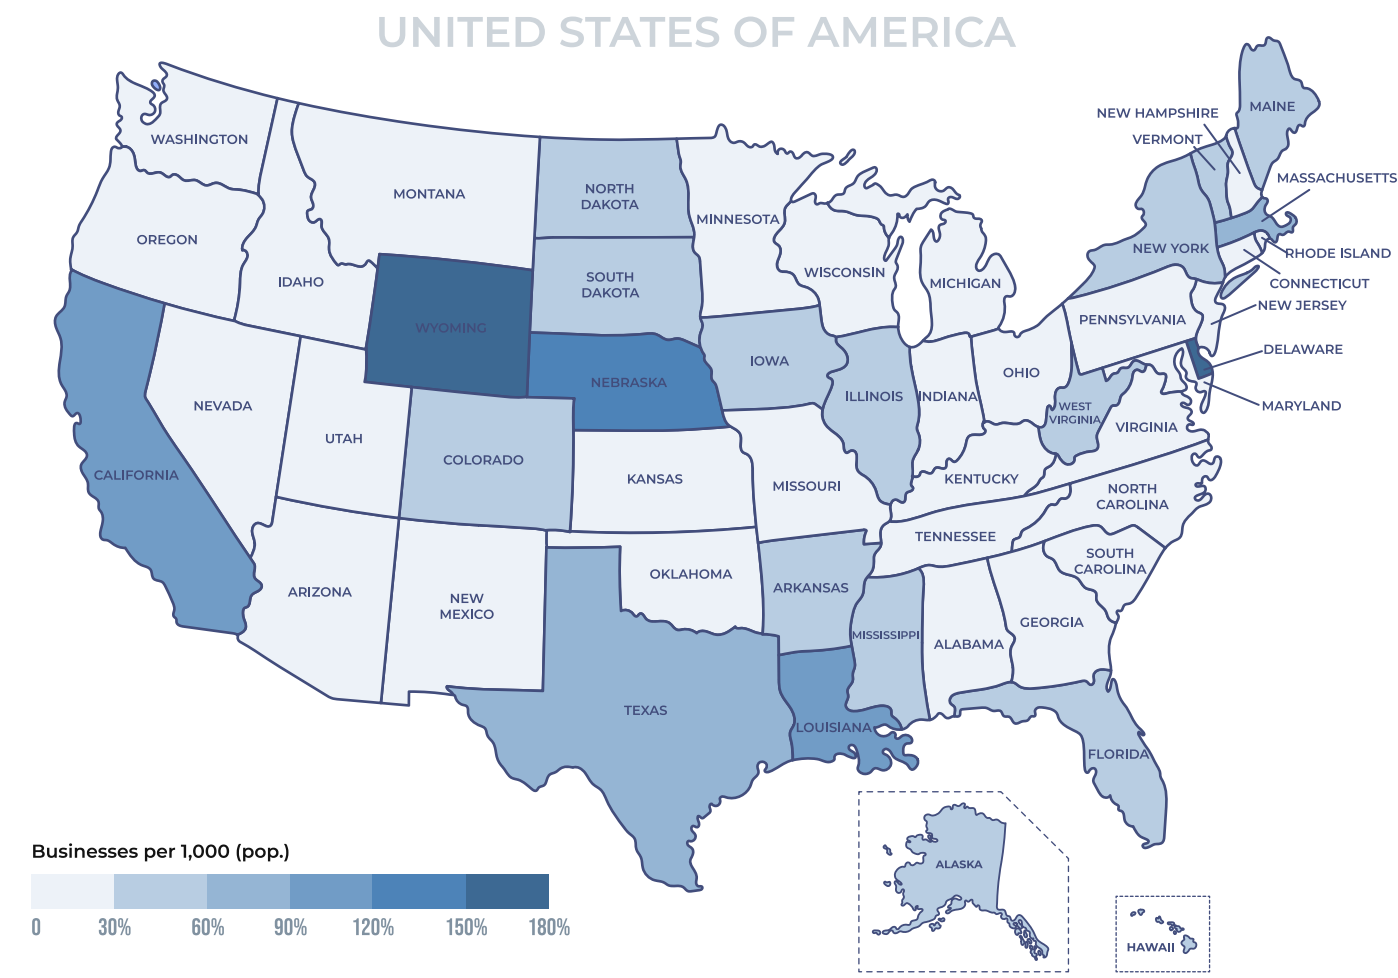 UNITED STATES OF AMERICA
MAINE
NEW HAMPSHIRE
VERMONT
WASHINGTON
MASSACHUSETTS
MONTANA
NORTH
DAKOTA
MINNESOTA
OREGON
NEW YORK
RHODE ISLAND
IDAHO
SOUTH
DAKOTA
WISCONSIN
MICHIGAN
CONNECTICUT
NEW JERSEY
WYOMING
PENNSYLVANIA
DELAWARE
IOWA
OHIO
NEBRASKA
NEVADA
ILLINOIS
INDIANA
WEST
VIRGINIA
MARYLAND
UTAH
VIRGINIA
COLORADO
CALIFORNIA
KANSAS
MISSOURI
KENTUCKY
NORTH
CAROLINA
TENNESSEE
SOUTH
CAROLINA
ARIZONA
NEW
MEXICO
OKLAHOMA
ARKANSAS
GEORGIA
MISSISSIPPI
ALABAMA
TEXAS
LOUISIANA
FLORIDA
ALASKA
HAWAII
Businesses per 1,000 (pop.)
0 30% 60% 90% 120% 150% 180%